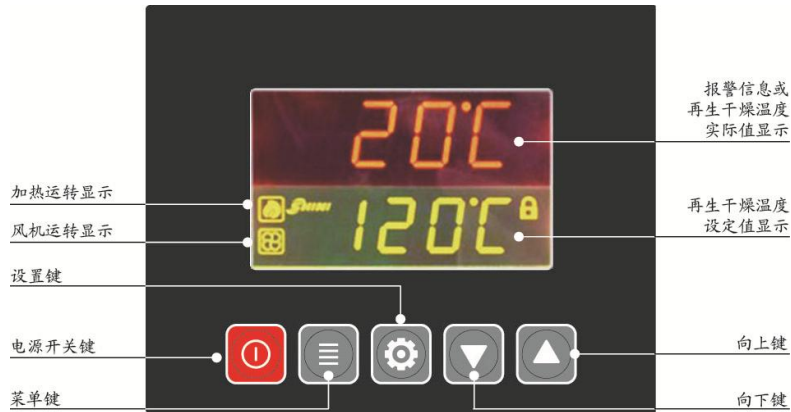 20℃
120℃
SHINI
报警信息或
再生干燥温度
实际值显示
加热运转显示
再生干燥温度
设定值显示
风机运转显示
设置键
电源开关键
向上键
菜单键
向下键